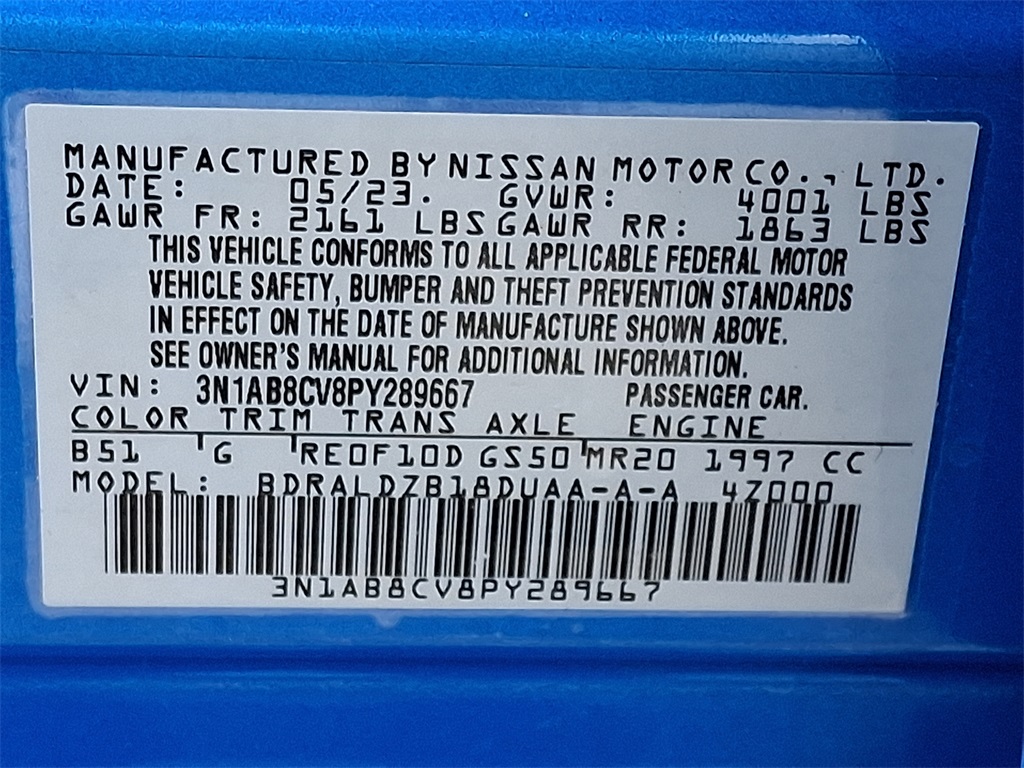 MANUFACTURED BY NISSAN MOTOR CO., LTD.
DATE: 05/23. GVWR: 4001 LBS
GAWR FR: 2161 LBS GAWR RR: 1863 LBS
THIS VEHICLE CONFORMS TO ALL APPLICABLE FEDERAL MOTOR
VEHICLE SAFETY, BUMPER AND THEFT PREVENTION STANDARDS
IN EFFECT ON THE DATE OF MANUFACTURE SHOWN ABOVE.
SEE OWNER'S MANUAL FOR ADDITIONAL INFORMATION.
VIN: 3N1AB8CV8PY289667 PASSENGER CAR.
COLOR TRIM TRANS AXLE ENGINE
B51 G RE0F10D GS50 MR20 1997 CC
MODEL: BDRALDZB18DUAA-A-A 4Z000
3N1AB8CV8PY289667